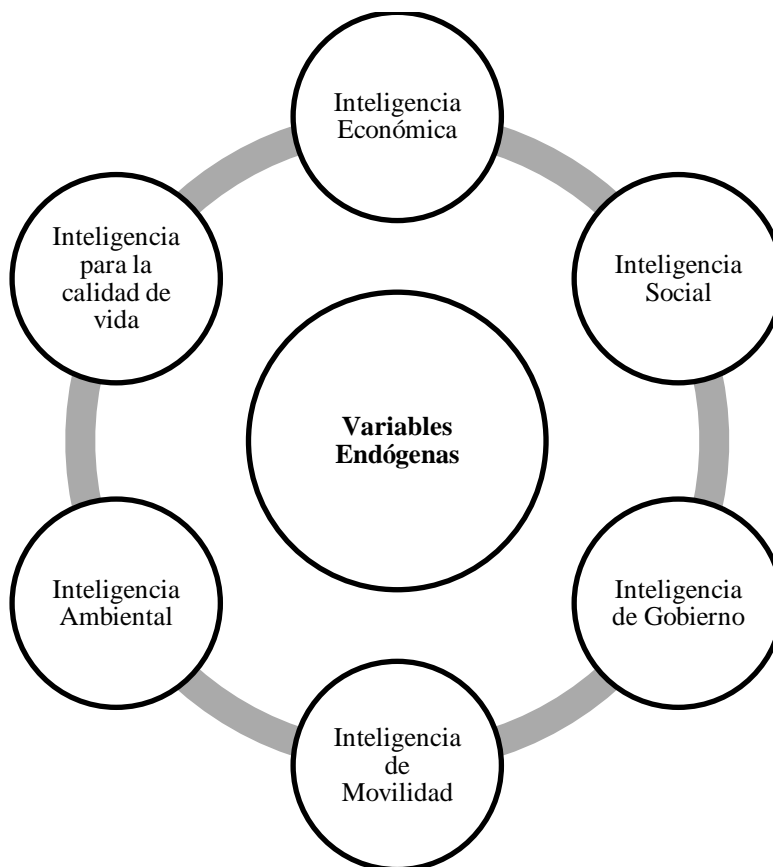 Inteligencia
Económica
Inteligencia
Social
Inteligencia
de Gobierno
Inteligencia
de
Movilidad
Inteligencia
Ambiental
Inteligencia
para la
calidad de
vida
Variables
Endógenas